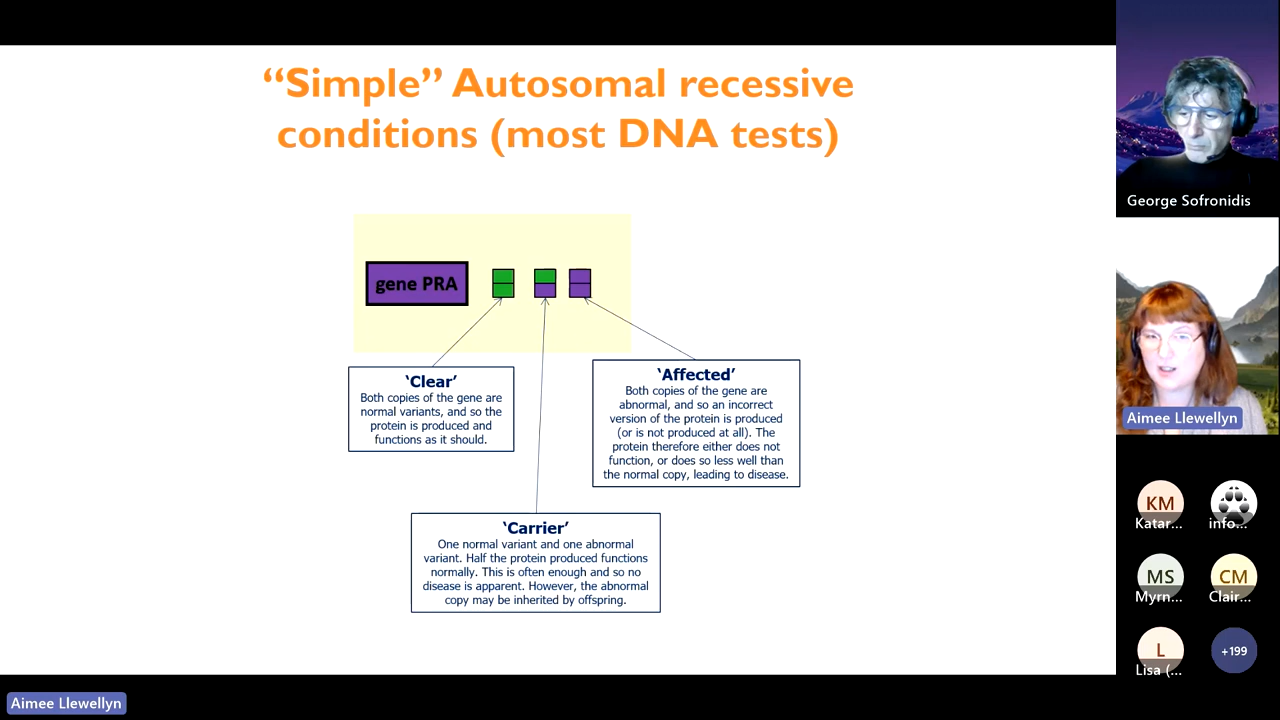 “Simple” Autosomal recessive
conditions (most DNA tests)
gene PRA
‘Clear’
Both copies of the gene are
normal variants, and so the
protein is produced and
functions as it should.
‘Affected’
Both copies of the gene are
abnormal, and so an incorrect
version of the protein is produced
(or is not produced at all). The
protein therefore either does not
function, or does so less well than
the normal copy, leading to disease.
‘Carrier’
One normal variant and one abnormal
variant. Half the protein produced functions
normally. This is often enough and so no
disease is apparent. However, the abnormal
copy may be inherited by offspring.
George Sofronidis
Aimee Llewellyn
KM
Katar...
info...
MS
Myrn...
CM
Clair...
L
Lisa (...
+199
Aimee Llewellyn